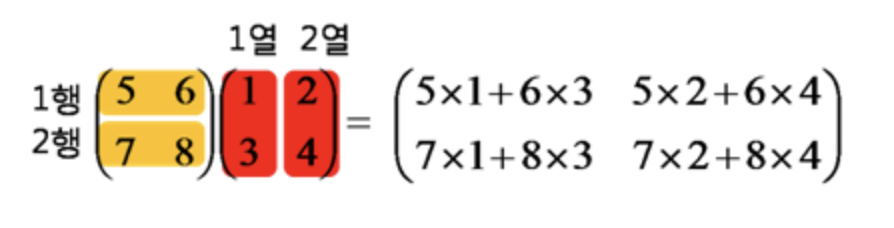 1열 2열
1행 (5 6)(1 2) = (5×1+6×3 5×2+6×4)
2행 (7 8)(3 4) (7×1+8×3 7×2+8×4)